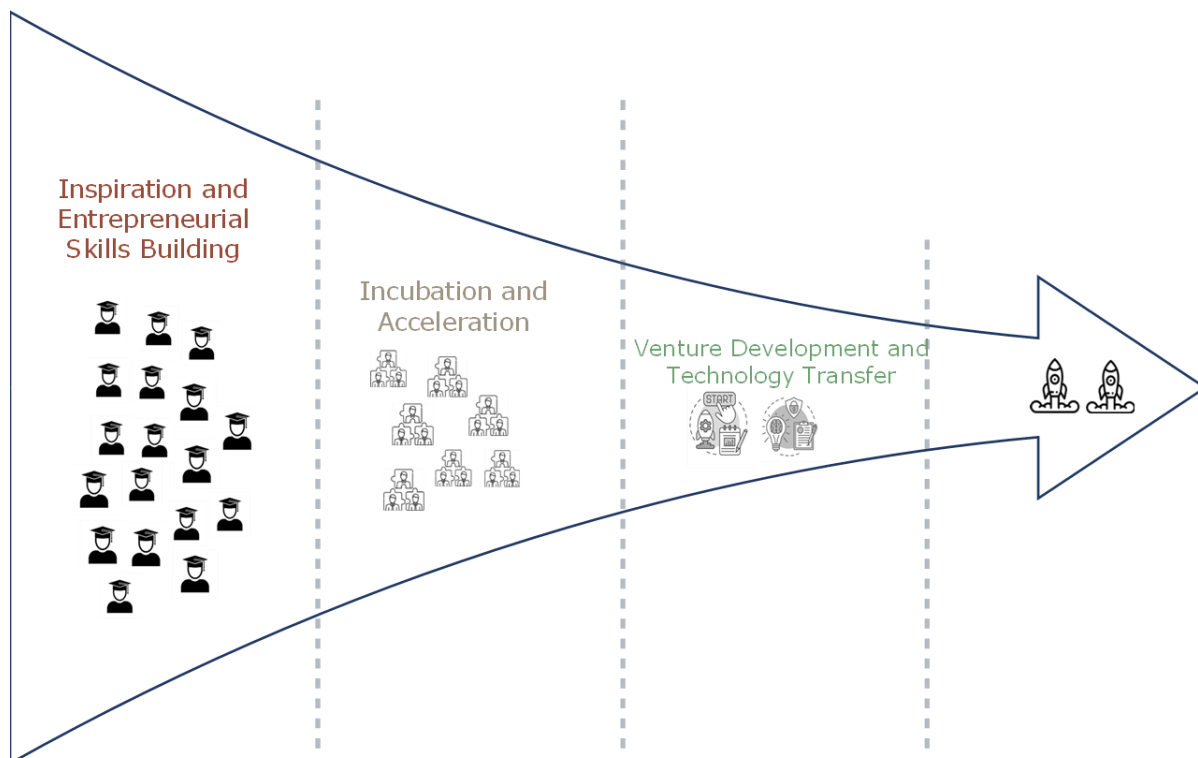 Inspiration and
Entrepreneurial
Skills Building
Incubation and
Acceleration
Venture Development and
Technology Transfer
START